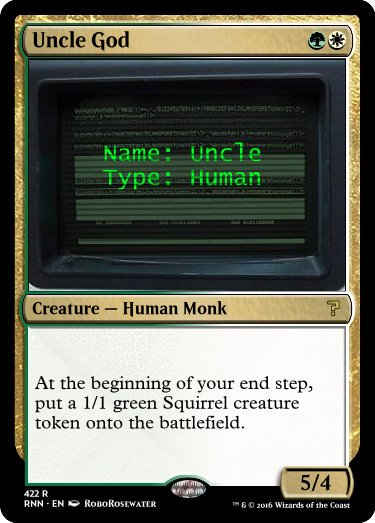 Uncle God
Name: Uncle
Type: Human
Creature — Human Monk
At the beginning of your end step,
put a 1/1 green Squirrel creature
token onto the battlefield.
5/4
422 R
RNN • EN RoboRosewater
™ & © 2016 Wizards of the Coast